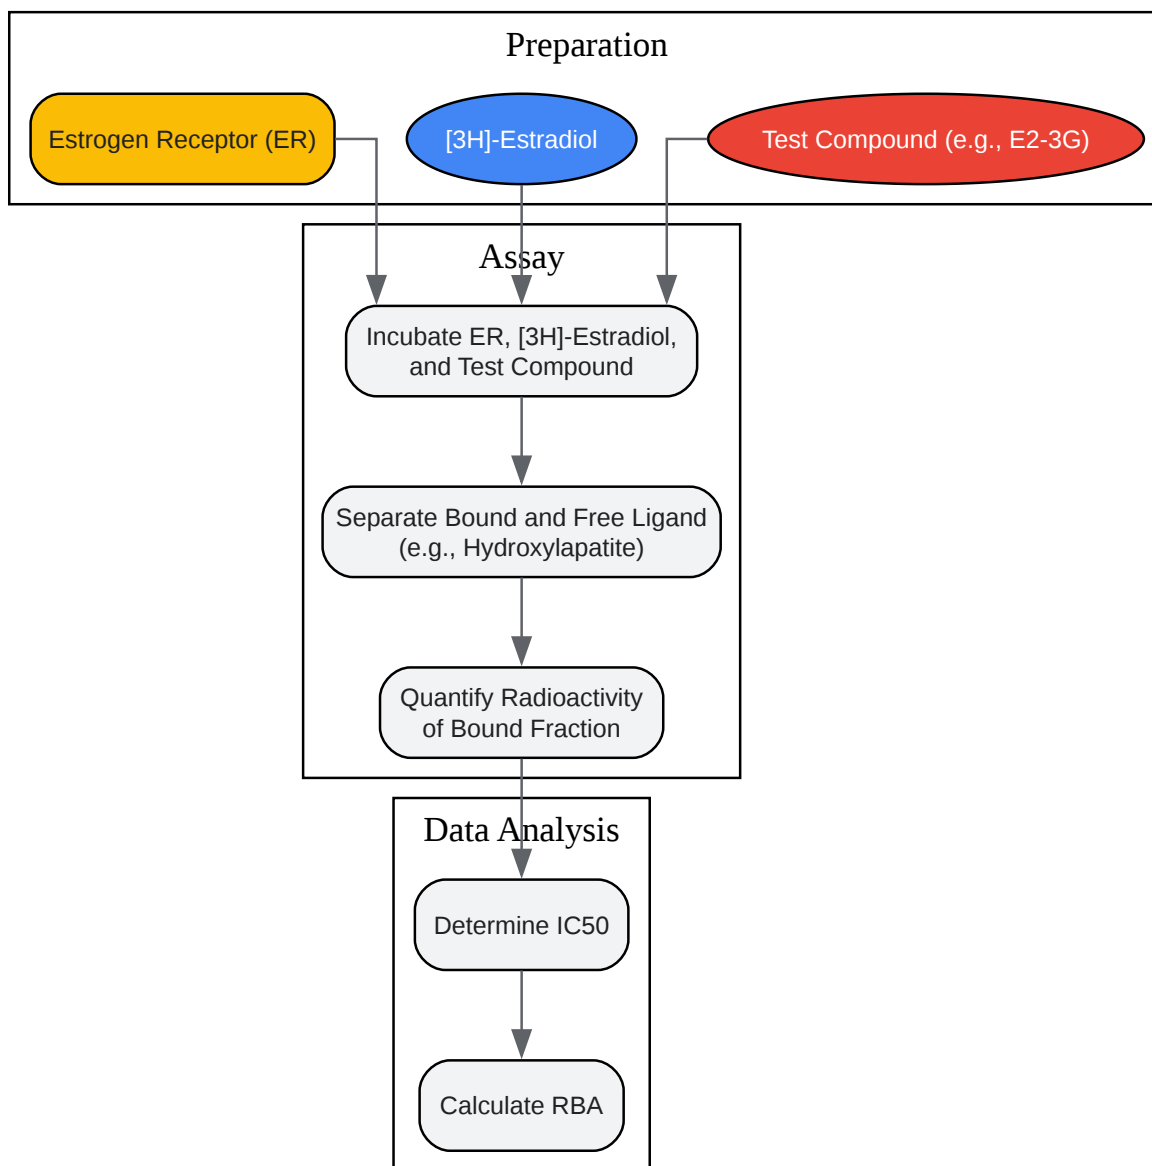 Preparation
Estrogen Receptor (ER)
[3H]-Estradiol
Test Compound (e.g., E2-3G)
Assay
Incubate ER, [3H]-Estradiol,
and Test Compound
Separate Bound and Free Ligand
(e.g., Hydroxylapatite)
Quantify Radioactivity
of Bound Fraction
Data Analysis
Determine IC50
Calculate RBA